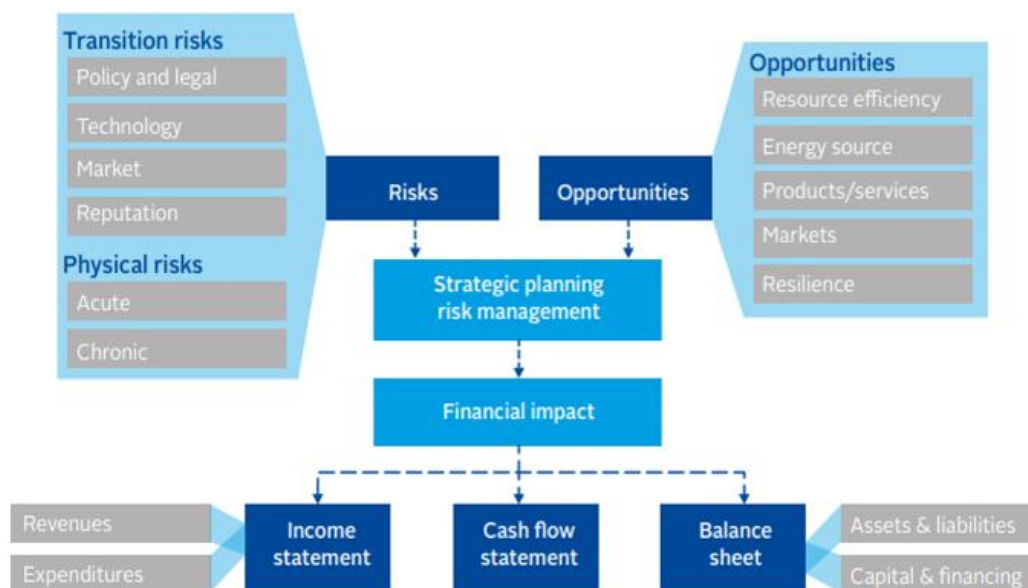 Transition risks
Policy and legal
Technology
Market
Reputation
Physical risks
Acute
Chronic
Risks
Opportunities
Opportunities
Resource efficiency
Energy source
Products/services
Markets
Resilience
Strategic planning
risk management
Financial impact
Revenues
Expenditures
Income
statement
Cash flow
statement
Balance
sheet
Assets & liabilities
Capital & financing